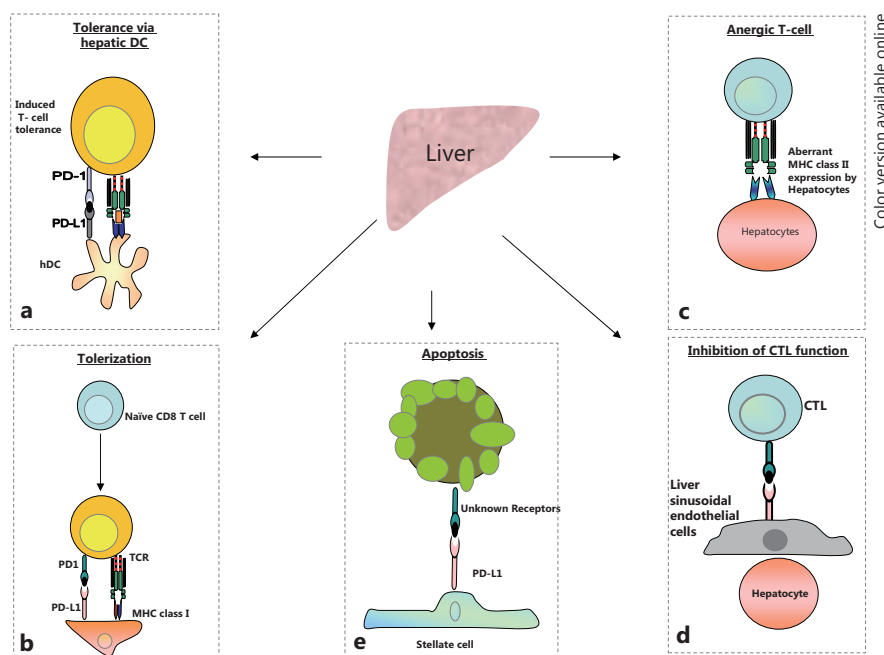 Tolerance via
hepatic DC
Induced
T- cell
tolerance
PD-1
PD-L1
hDC
a
Liver
Anergic T-cell
Aberrant
MHC class II
expression by
Hepatocytes
Hepatocytes
c
Color version available online
Tolerization
Naïve CD8 T cell
PD1
TCR
PD-L1
MHC class I
b
Apoptosis
Unknown Receptors
PD-L1
Stellate cell
e
Inhibition of CTL function
CTL
Liver
sinusoidal
endothelial
cells
Hepatocyte
d